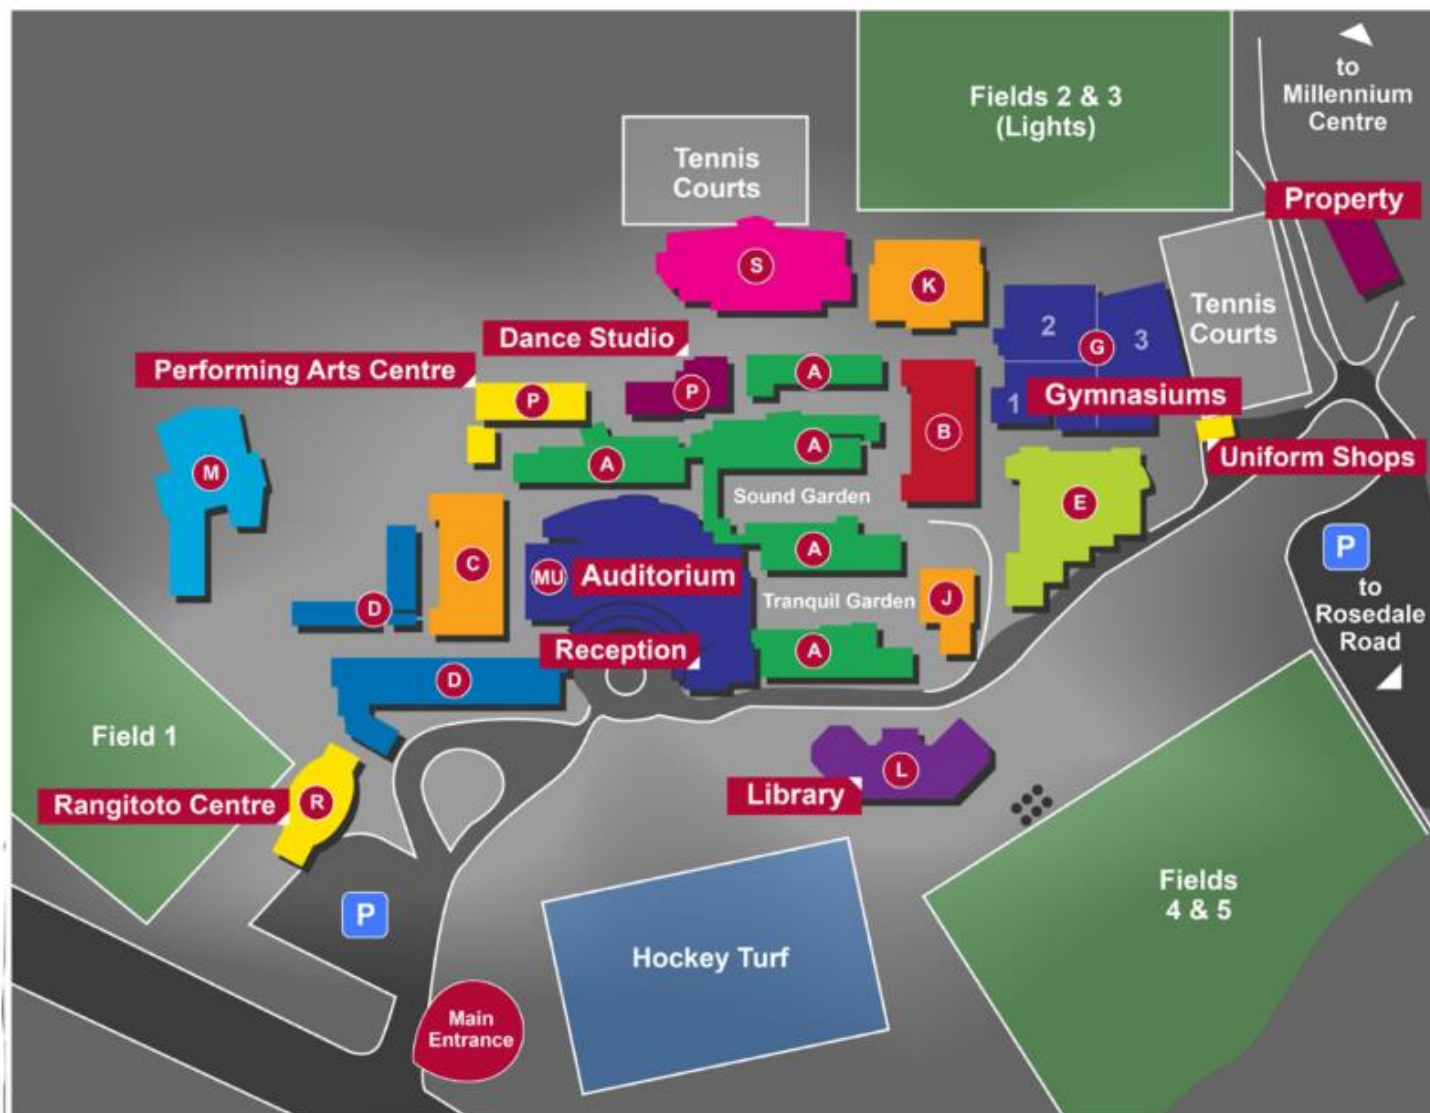 Fields 2 & 3
(Lights)
to
Millennium
Centre
Tennis
Courts
Property
S
K
Tennis
Courts
2
G
3
Dance Studio
Performing Arts Centre
P
P
A
1
Gymnasiums
B
A
A
M
Uniform Shops
Sound Garden
E
C
MU
Auditorium
A
P
to
Rosedale
Road
D
Tranquil Garden
J
Reception
A
D
Field 1
L
Library
Rangitoto Centre
R
Fields
4 & 5
P
Hockey Turf
Main
Entrance